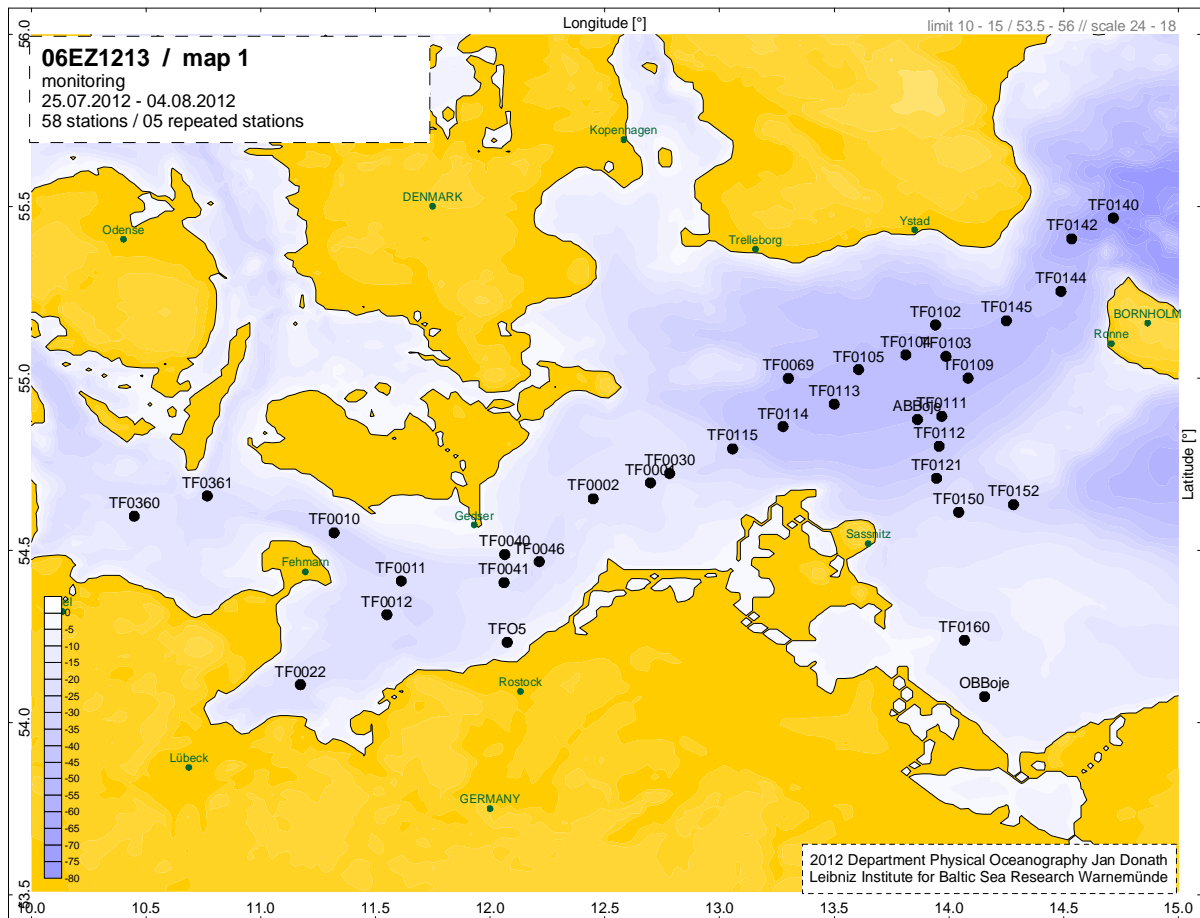 Longitude [°]
limit 10 - 15 / 53.5 - 56 // scale 24 - 18
06EZ1213 / map 1
monitoring
25.07.2012 - 04.08.2012
58 stations / 05 repeated stations
56.0
Kopenhagen
DENMARK
55.5
Odense
Trelleborg
Ystad
TF0140
TF0142
TF0144
TF0145
TF0102
BORNHOLM
Ronne
TF0104
TF0103
TF0105
TF0109
TF0069
55.0
TF0113
ABBoje
TF0111
TF0114
TF0112
TF0115
TF0030
TF0001
TF0121
TF0002
TF0150
TF0152
Latitude [°]
TF0360
TF0361
TF0010
Gedser
54.5
TF0040
TF0046
TF0041
Sassnitz
Fehmarn
TF0011
TF0012
TFO5
TF0160
TF0022
Rostock
OBBoje
54.0
Lübeck
GERMANY
el
0
-5
-10
-15
-20
-25
-30
-35
-40
-45
-50
-55
-60
-65
-70
-75
-80
2012 Department Physical Oceanography Jan Donath
Leibniz Institute for Baltic Sea Research Warnemünde
53.5
10.0 10.5 11.0 11.5 12.0 12.5 13.0 13.5 14.0 14.5 15.0